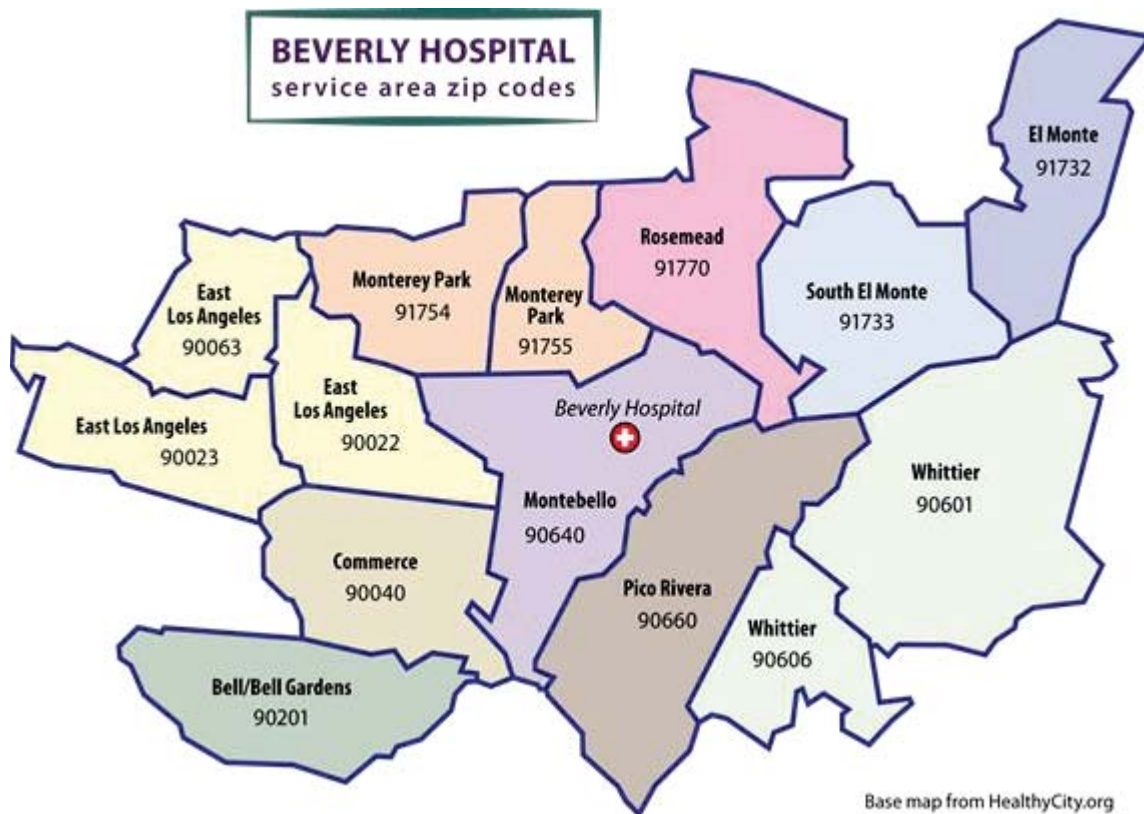 BEVERLY HOSPITAL
service area zip codes
El Monte
91732
Rosemead
91770
Monterey Park
91754
Monterey
Park
91755
South El Monte
91733
East
Los Angeles
90063
East
Los Angeles
90022
East Los Angeles
90023
Beverly Hospital
Montebello
90640
Whittier
90601
Commerce
90040
Pico Rivera
90660
Whittier
90606
Bell/Bell Gardens
90201
Base map from HealthyCity.org